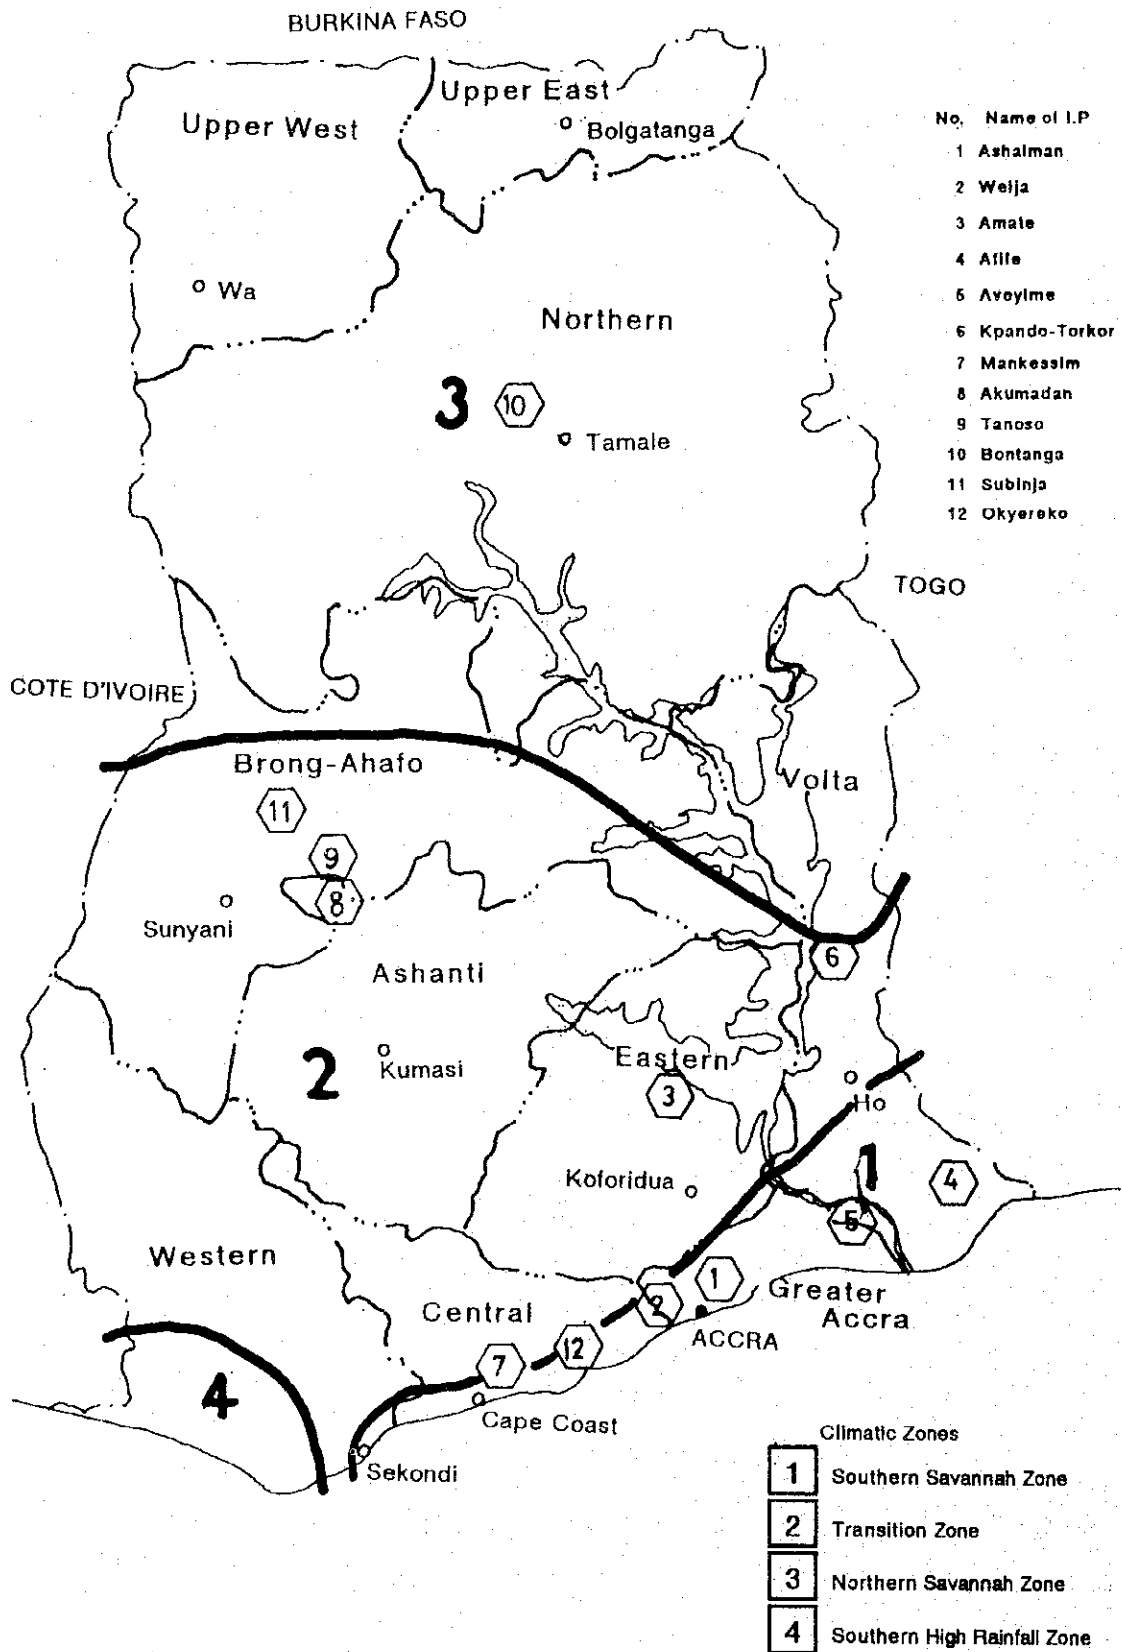 BURKINA FASO
Upper East
Upper West
Bolgatanga
No. Name of I.P
1 Ashaiman
2 Weija
3 Amate
4 Afife
5 Aveyime
6 Kpando-Torkor
7 Mankessim
8 Akumadan
9 Tanoso
10 Bontanga
11 Subinja
12 Okyereko
Wa
Northern
3
10
Tamale
TOGO
COTE D'IVOIRE
Brong-Ahafo
Volta
11
9
8
Sunyani
6
Ashanti
2
Kumasi
Eastern
3
Ho
1
4
Koforidua
5
Western
1
2
Greater
Accra
Central
ACCRA
12
7
4
Cape Coast
Sekondi
Climatic Zones
1 Southern Savannah Zone
2 Transition Zone
3 Northern Savannah Zone
4 Southern High Rainfall Zone